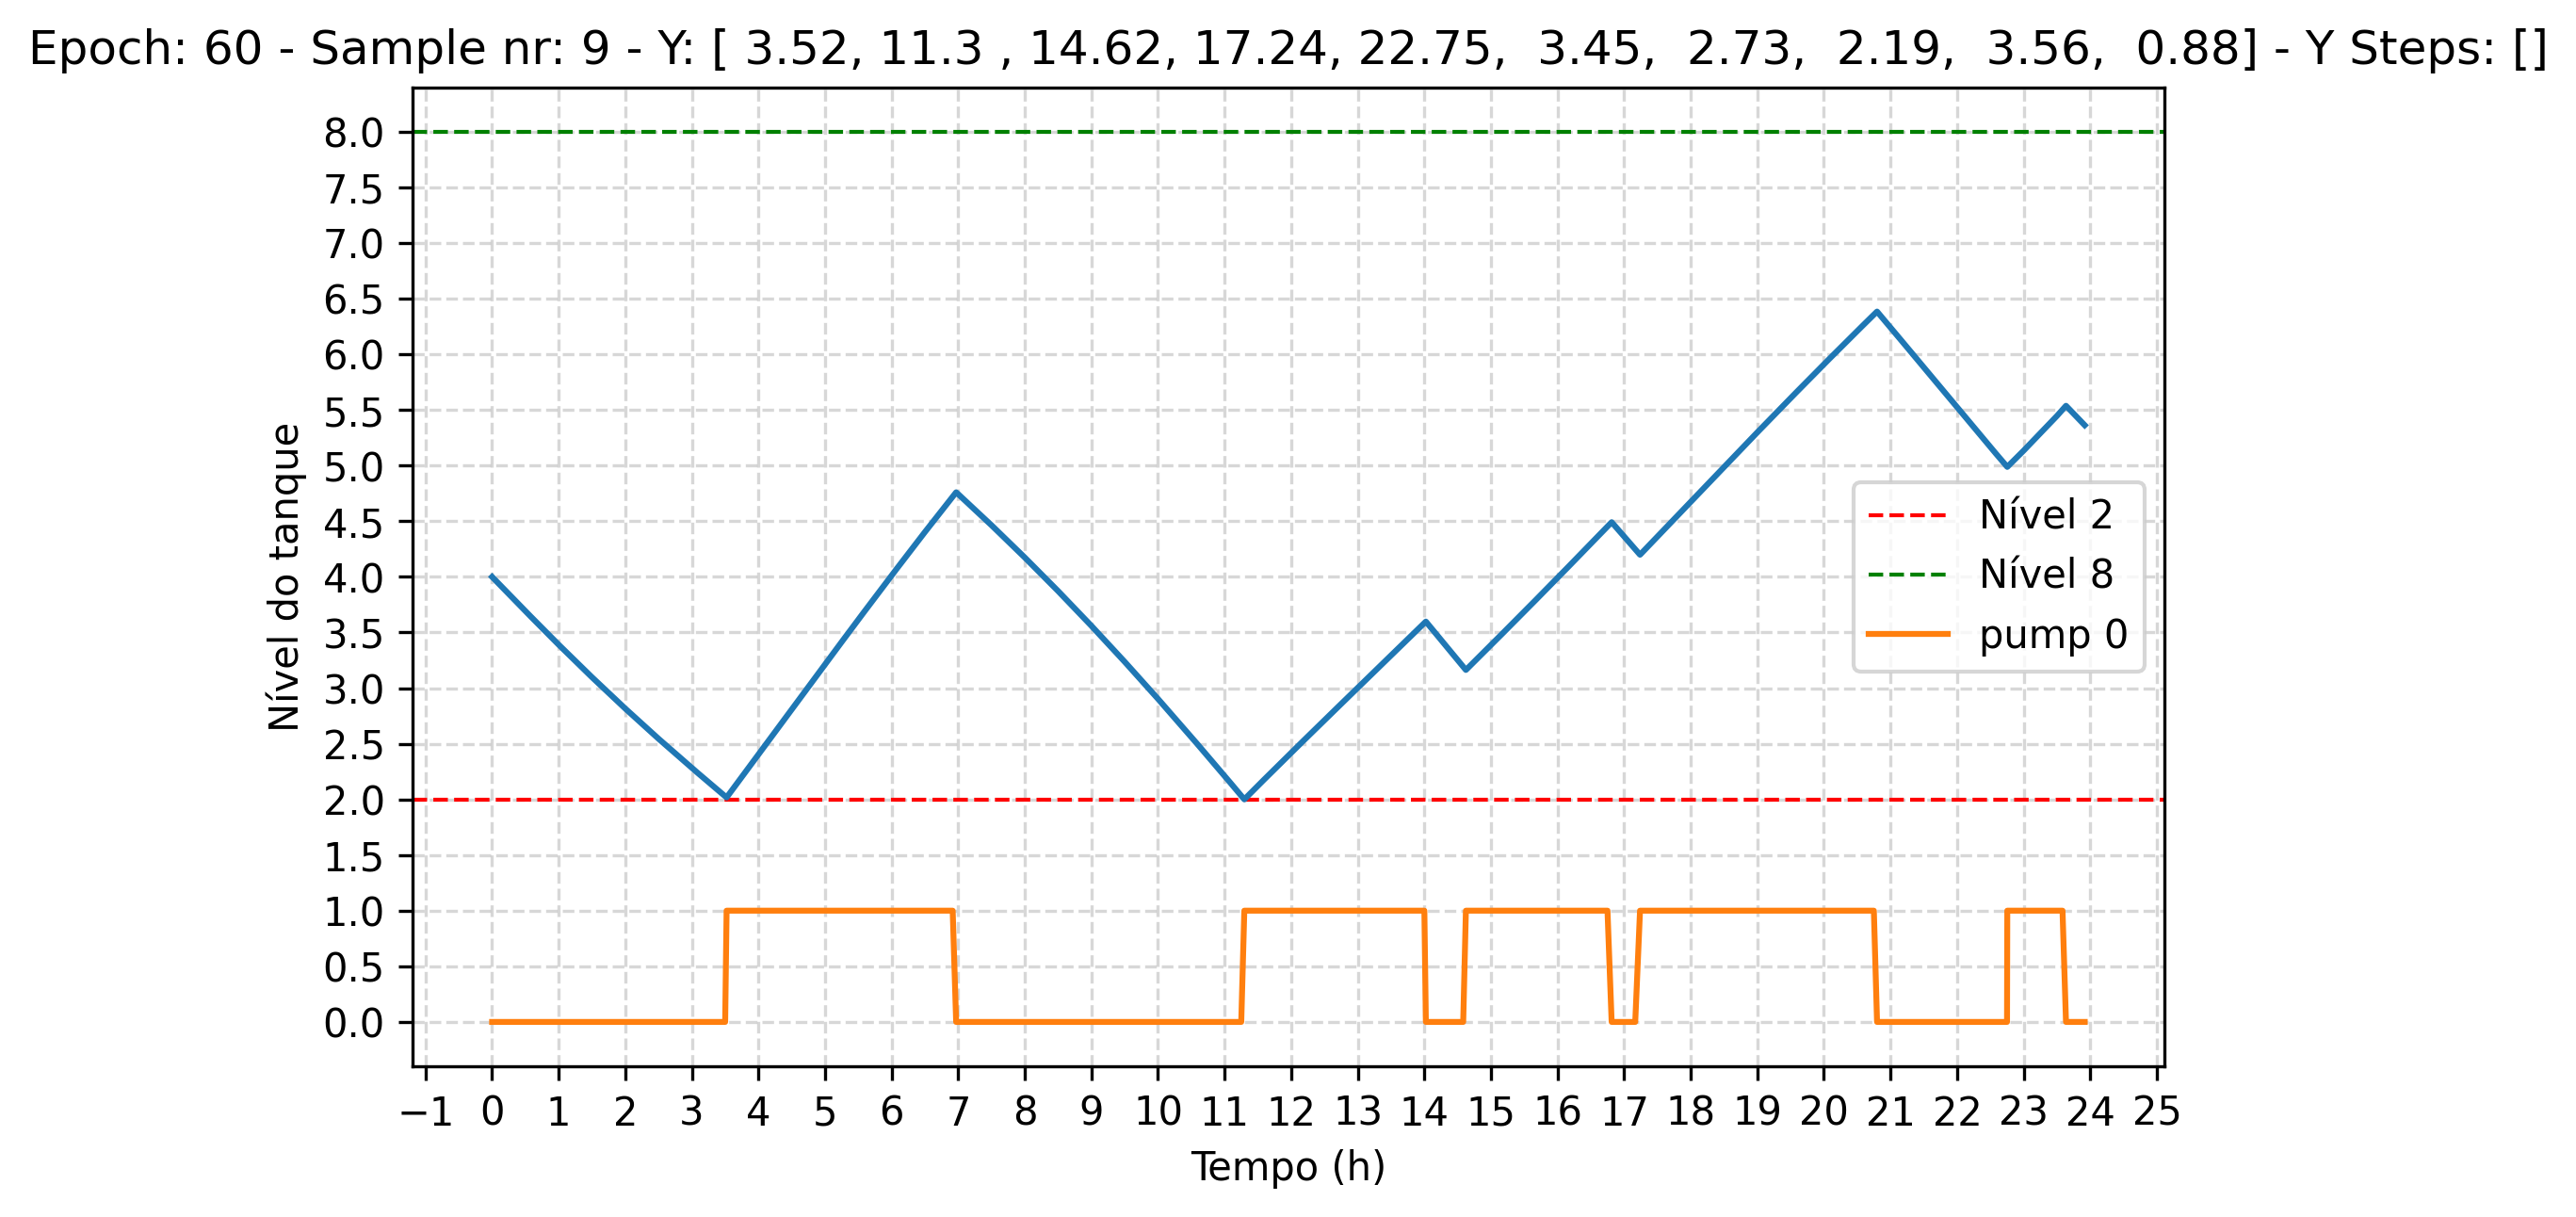 Epoch: 60 - Sample nr: 9 - Y: [ 3.52, 11.3 , 14.62, 17.24, 22.75,  3.45,  2.73,  2.19,  3.56,  0.88] - Y Steps: []
8.0
7.5
7.0
6.5
6.0
5.5
5.0
4.5
4.0
3.5
3.0
2.5
2.0
1.5
1.0
0.5
0.0
Nível do tanque
Nível 2
Nível 8
pump 0
−1 0 1 2 3 4 5 6 7 8 9 10 11 12 13 14 15 16 17 18 19 20 21 22 23 24 25
Tempo (h)